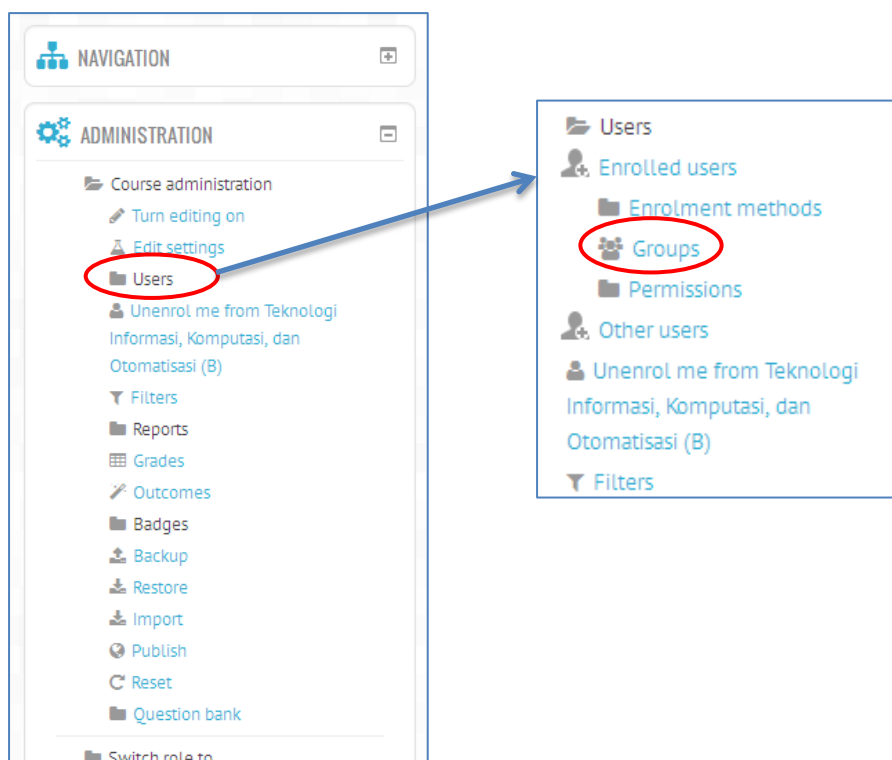 NAVIGATION
ADMINISTRATION
Course administration
Turn editing on
Edit settings
Users
Unenrol me from Teknologi
Informasi, Komputasi, dan
Otomatisasi (B)
Filters
Reports
Grades
Outcomes
Badges
Backup
Restore
Import
Publish
Reset
Question bank
Switch role to
Users
Enrolled users
Enrolment methods
Groups
Permissions
Other users
Unenrol me from Teknologi
Informasi, Komputasi, dan
Otomatisasi (B)
Filters